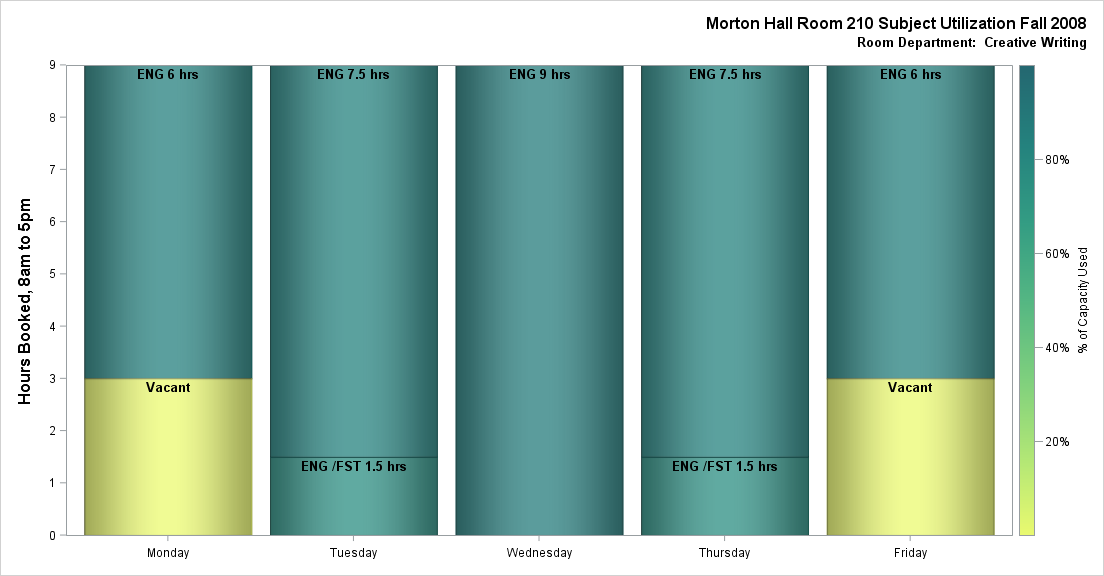 Morton Hall Room 210 Subject Utilization Fall 2008
Room Department:  Creative Writing
Hours Booked, 8am to 5pm
9
8
7
6
5
4
3
2
1
0
ENG 6 hrs
ENG 7.5 hrs
ENG 9 hrs
ENG 7.5 hrs
ENG 6 hrs
Vacant
Vacant
ENG /FST 1.5 hrs
ENG /FST 1.5 hrs
Monday
Tuesday
Wednesday
Thursday
Friday
80%
60%
40%
20%
% of Capacity Used